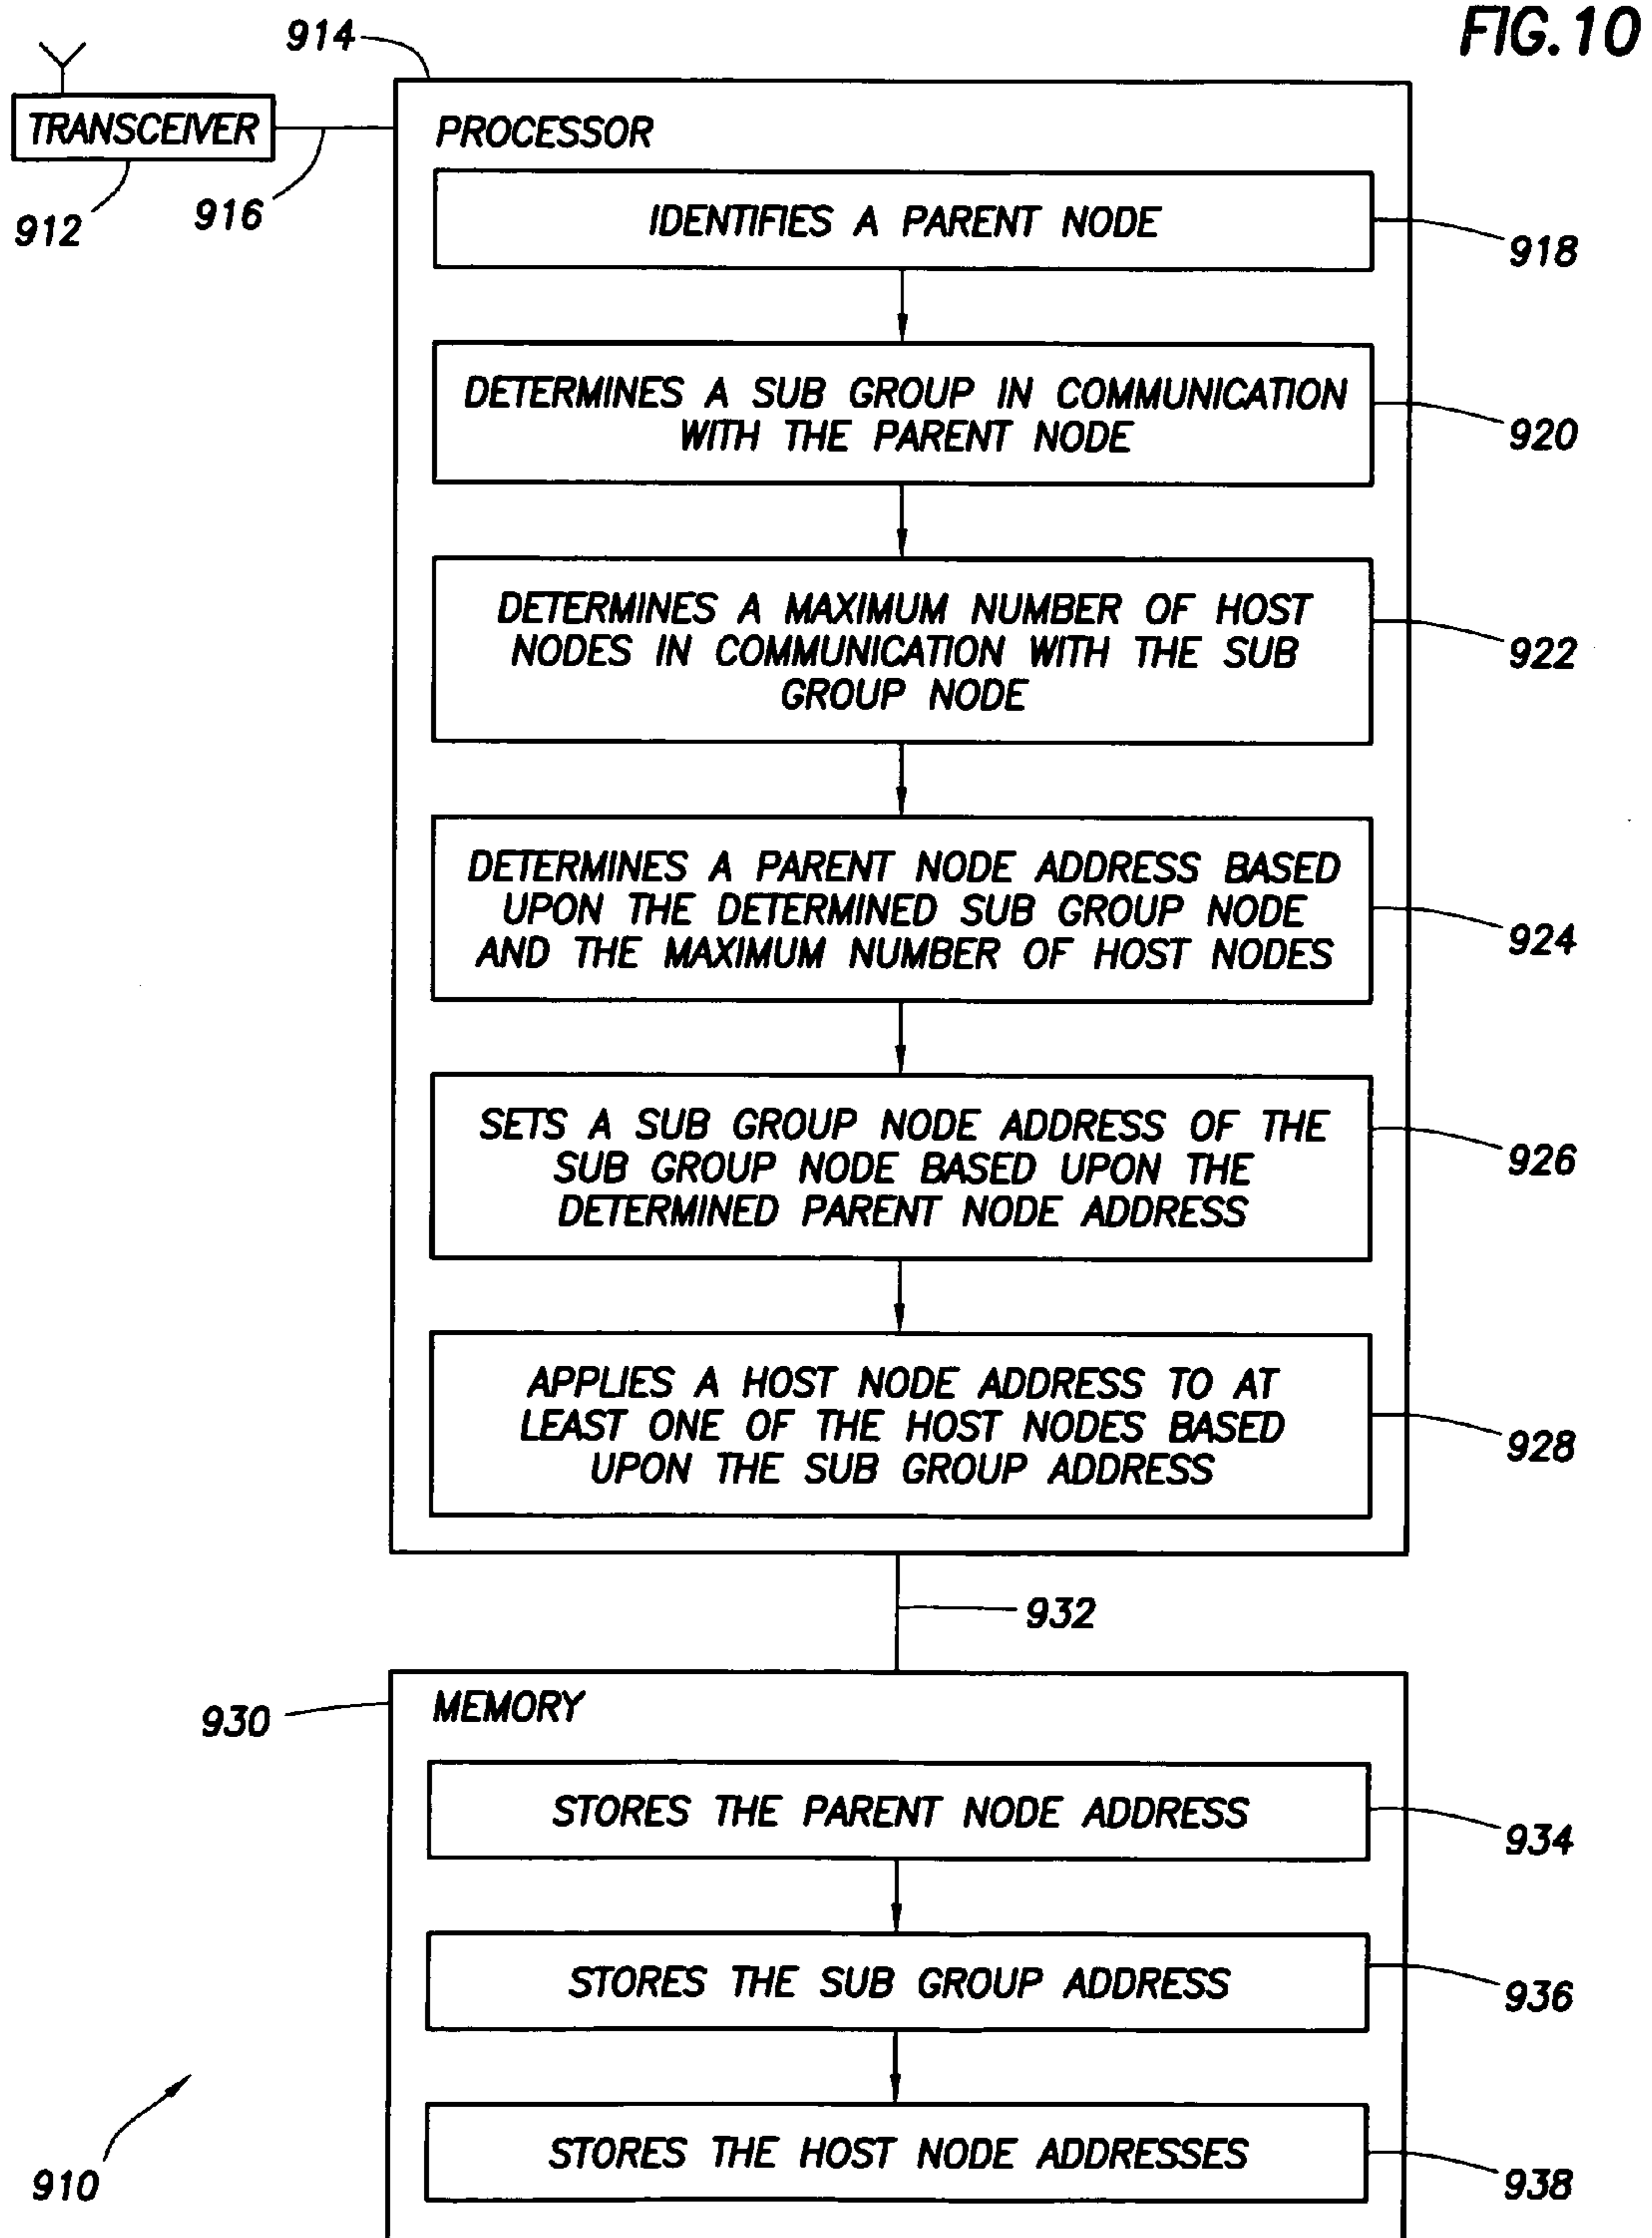 FIG.10
914
TRANSCEIVER
912
916
PROCESSOR
IDENTIFIES A PARENT NODE
918
DETERMINES A SUB GROUP IN COMMUNICATION
WITH THE PARENT NODE
920
DETERMINES A MAXIMUM NUMBER OF HOST
NODES IN COMMUNICATION WITH THE SUB
GROUP NODE
922
DETERMINES A PARENT NODE ADDRESS BASED
UPON THE DETERMINED SUB GROUP NODE
AND THE MAXIMUM NUMBER OF HOST NODES
924
SETS A SUB GROUP NODE ADDRESS OF THE
SUB GROUP NODE BASED UPON THE
DETERMINED PARENT NODE ADDRESS
926
APPLIES A HOST NODE ADDRESS TO AT
LEAST ONE OF THE HOST NODES BASED
UPON THE SUB GROUP ADDRESS
928
932
930
MEMORY
STORES THE PARENT NODE ADDRESS
934
STORES THE SUB GROUP ADDRESS
936
STORES THE HOST NODE ADDRESSES
938
910